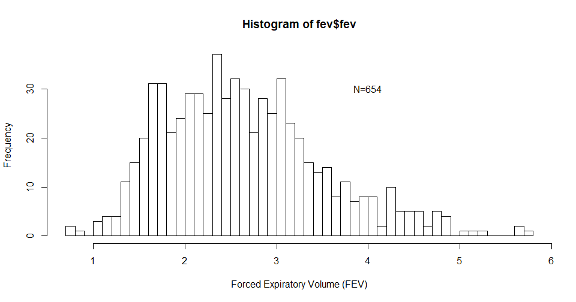 Histogram of fev$fev
N=654
Frequency
30
20
10
0
1 2 3 4 5 6
Forced Expiratory Volume (FEV)